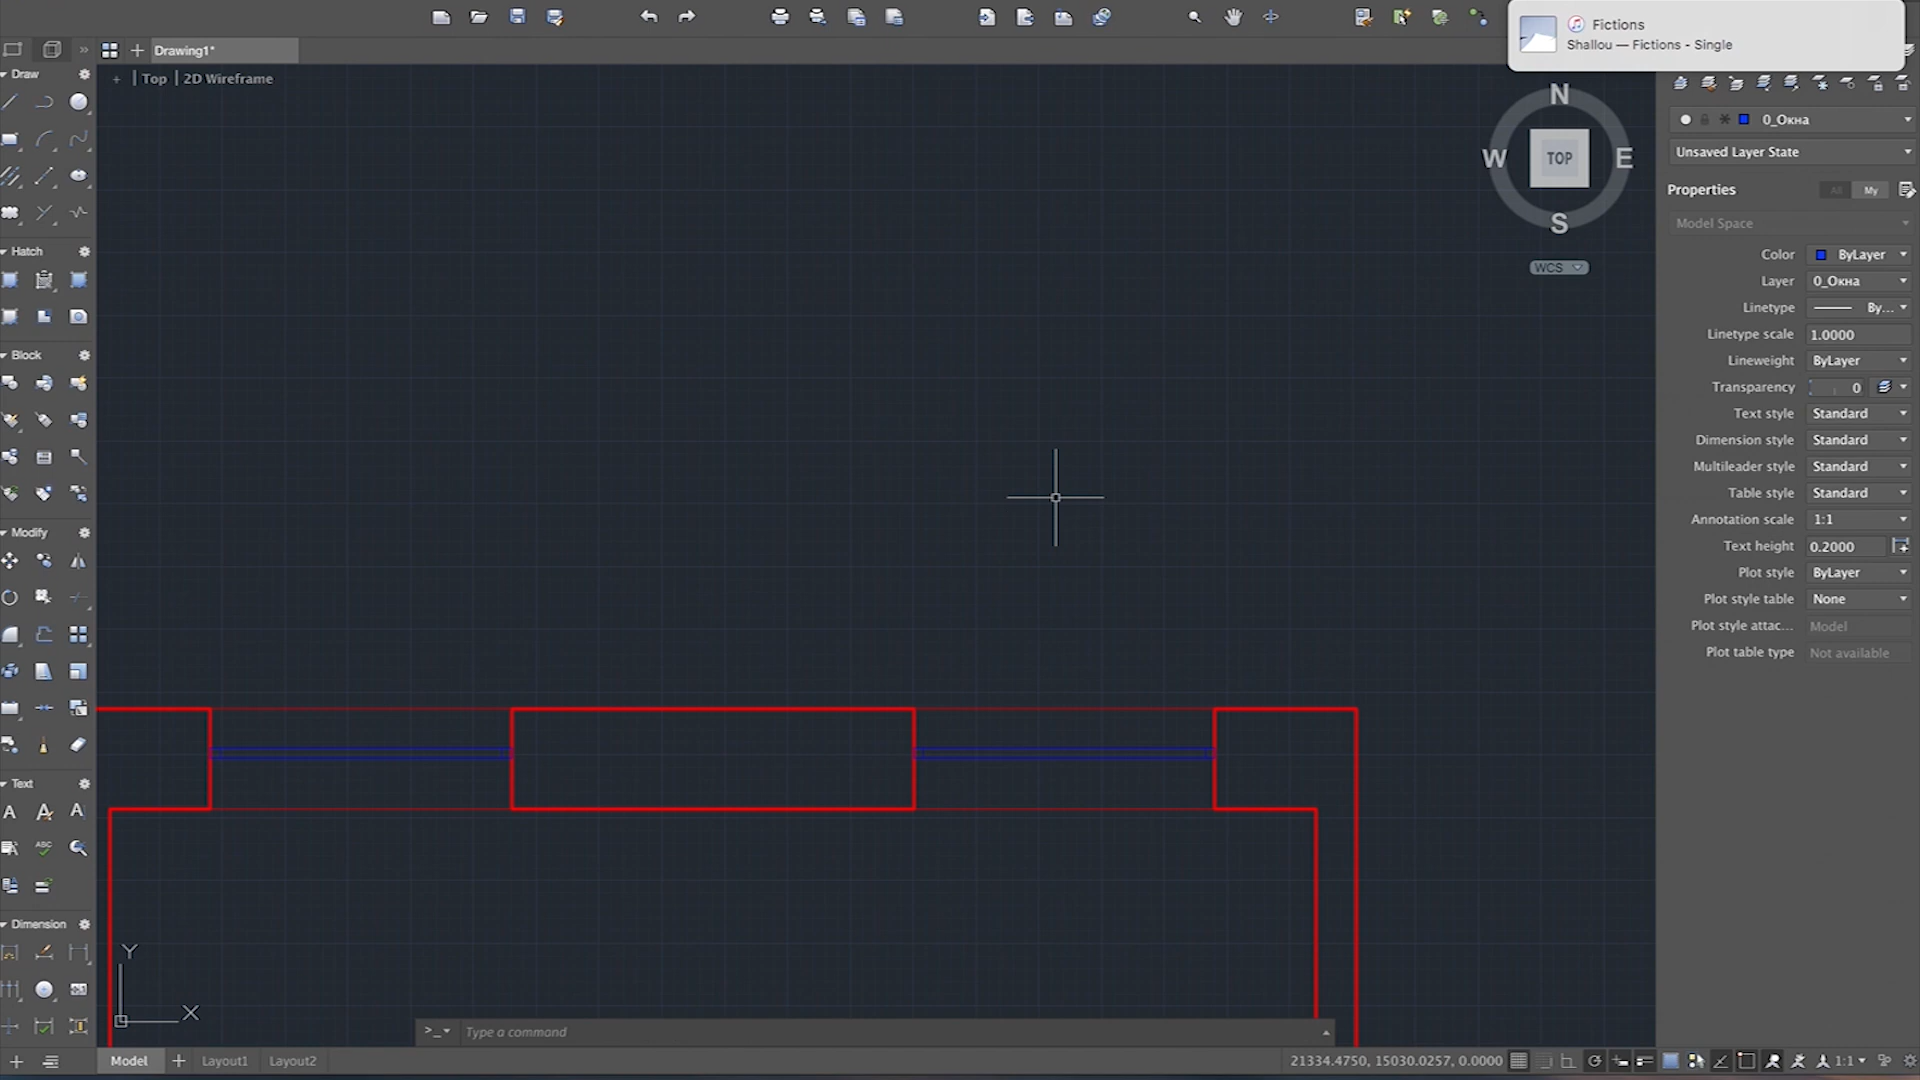 Fictions
Shallou — Fictions - Single
Drawing1*
Draw
+ | Top | 2D Wireframe
N
W
TOP
E
S
WCS
0_Окна
Unsaved Layer State
Properties
All
My
Model Space
Color
ByLayer
Layer
0_Окна
Linetype
By...
Linetype scale
1.0000
Lineweight
ByLayer
Transparency
0
Text style
Standard
Dimension style
Standard
Multileader style
Standard
Table style
Standard
Annotation scale
1:1
Text height
0.2000
Plot style
ByLayer
Plot style table
None
Plot style attac...
Model
Plot table type
Not available
Hatch
Block
Modify
Text
A
A
A
ABC
Dimension
Y
X
>_
Type a command
Model
Layout1
Layout2
21334.4750, 15030.0257, 0.0000
1:1